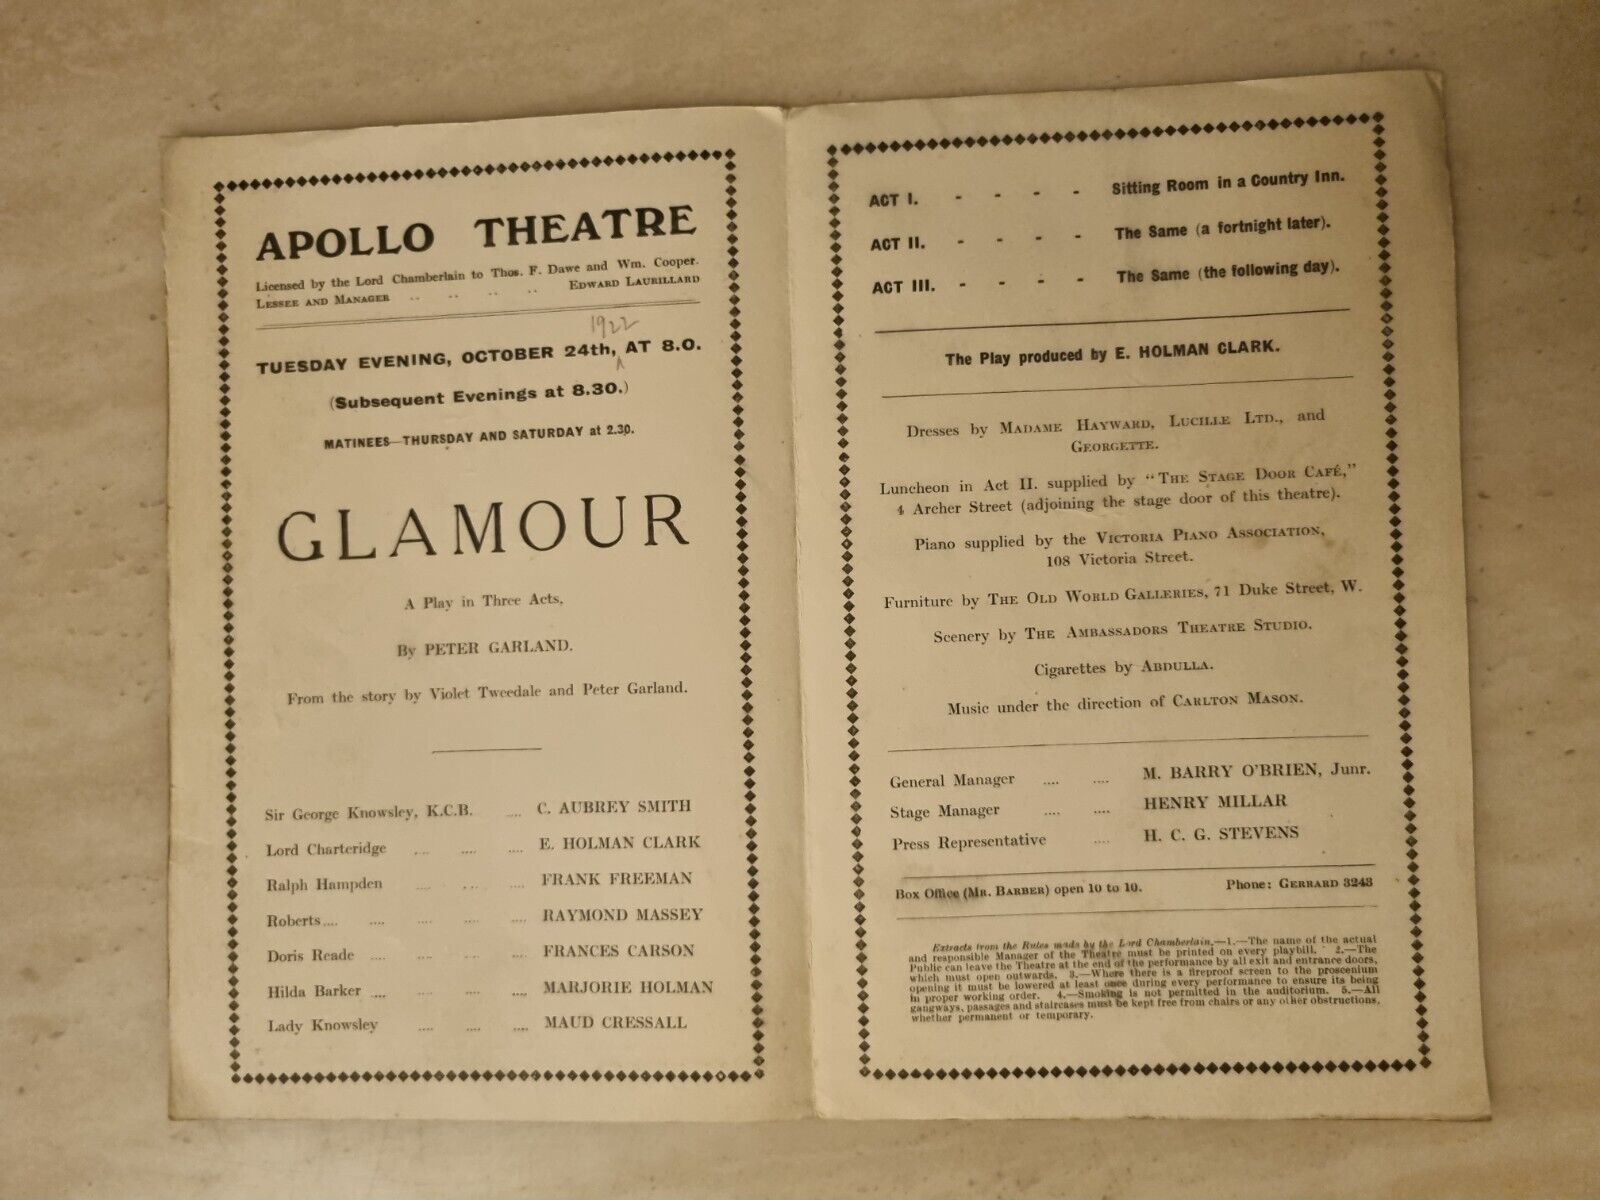 APOLLO THEATRE
Licensed by the Lord Chamberlain to Thos. F. Dawe and Wm. Cooper.
LESSEE AND MANAGER .. .. .. .. EDWARD LAURILLARD
1922
TUESDAY EVENING, OCTOBER 24th, ^ AT 8.0.
(Subsequent Evenings at 8.30.)
MATINEES—THURSDAY AND SATURDAY at 2.30.
GLAMOUR
A Play in Three Acts,
By PETER GARLAND.
From the story by Violet Tweedale and Peter Garland.
Sir George Knowsley, K.C.B. .... C. AUBREY SMITH
Lord Charteridge .... .... .... E. HOLMAN CLARK
Ralph Hampden .... .... .... FRANK FREEMAN
Roberts.... .... .... .... .... RAYMOND MASSEY
Doris Reade .... .... .... .... FRANCES CARSON
Hilda Barker .... .... .... .... MARJORIE HOLMAN
Lady Knowsley .... .... .... MAUD CRESSALL
ACT I. - - - - Sitting Room in a Country Inn.
ACT II. - - - - The Same (a fortnight later).
ACT III. - - - - The Same (the following day).
The Play produced by E. HOLMAN CLARK.
Dresses by MADAME HAYWARD, LUCILLE LTD., and
GEORGETTE.
Luncheon in Act II. supplied by "THE STAGE DOOR CAFÉ,"
4 Archer Street (adjoining the stage door of this theatre).
Piano supplied by the VICTORIA PIANO ASSOCIATION,
108 Victoria Street.
Furniture by THE OLD WORLD GALLERIES, 71 Duke Street, W.
Scenery by THE AMBASSADORS THEATRE STUDIO.
Cigarettes by ABDULLA.
Music under the direction of CARLTON MASON.
General Manager .... .... M. BARRY O'BRIEN, Junr.
Stage Manager .... .... HENRY MILLAR
Press Representative .... H. C. G. STEVENS
Box Office (MR. BARBER) open 10 to 10. Phone: GERRARD 3243
Extracts from the Rules made by the Lord Chamberlain.—1.—The name of the actual
and responsible Manager of the Theatre must be printed on every playbill. 2.—The
Public can leave the Theatre at the end of the performance by all exit and entrance doors,
which must open outwards. 3.—Where there is a fireproof screen to the proscenium
opening it must be lowered at least once during every performance to ensure its being
in proper working order. 4.—Smoking is not permitted in the auditorium. 5.—All
gangways, passages and staircases must be kept free from chairs or any other obstructions,
whether permanent or temporary.